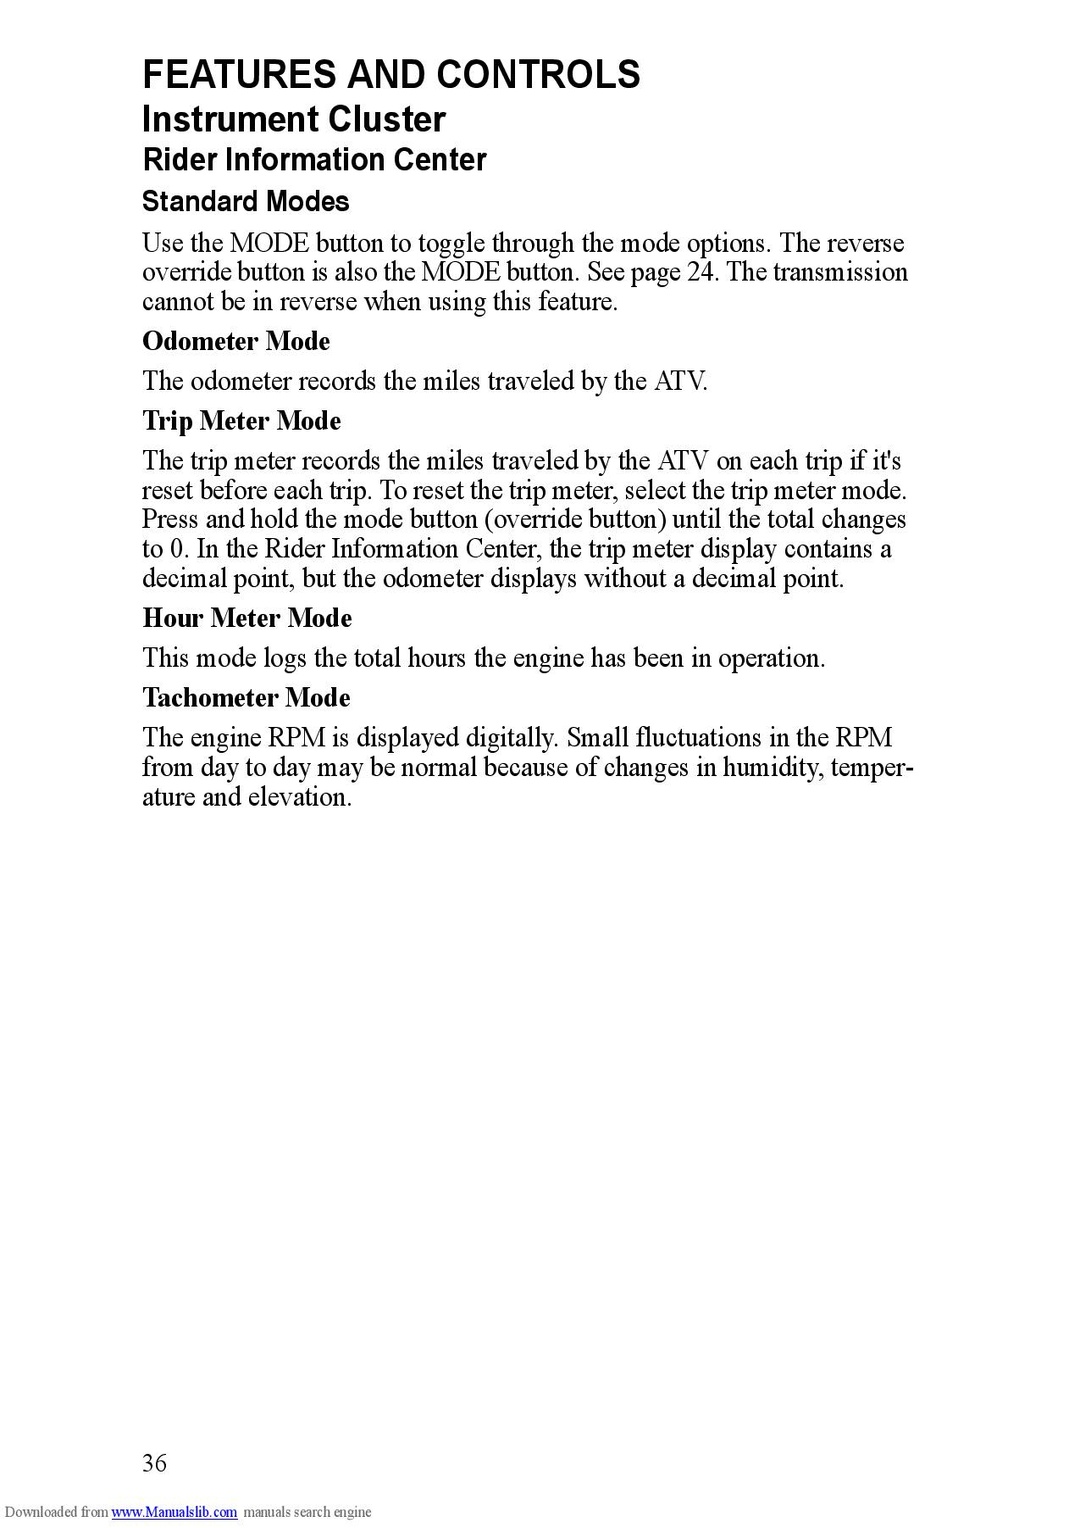 FEATURES AND CONTROLS
Instrument Cluster
Rider Information Center
Standard Modes
Use the MODE button to toggle through the mode options. The reverse
override button is also the MODE button. See page 24. The transmission
cannot be in reverse when using this feature.
Odometer Mode
The odometer records the miles traveled by the ATV.
Trip Meter Mode
The trip meter records the miles traveled by the ATV on each trip if it's
reset before each trip. To reset the trip meter, select the trip meter mode.
Press and hold the mode button (override button) until the total changes
to 0. In the Rider Information Center, the trip meter display contains a
decimal point, but the odometer displays without a decimal point.
Hour Meter Mode
This mode logs the total hours the engine has been in operation.
Tachometer Mode
The engine RPM is displayed digitally. Small fluctuations in the RPM
from day to day may be normal because of changes in humidity, temper-
ature and elevation.
36
Downloaded from www.Manualslib.com manuals search engine